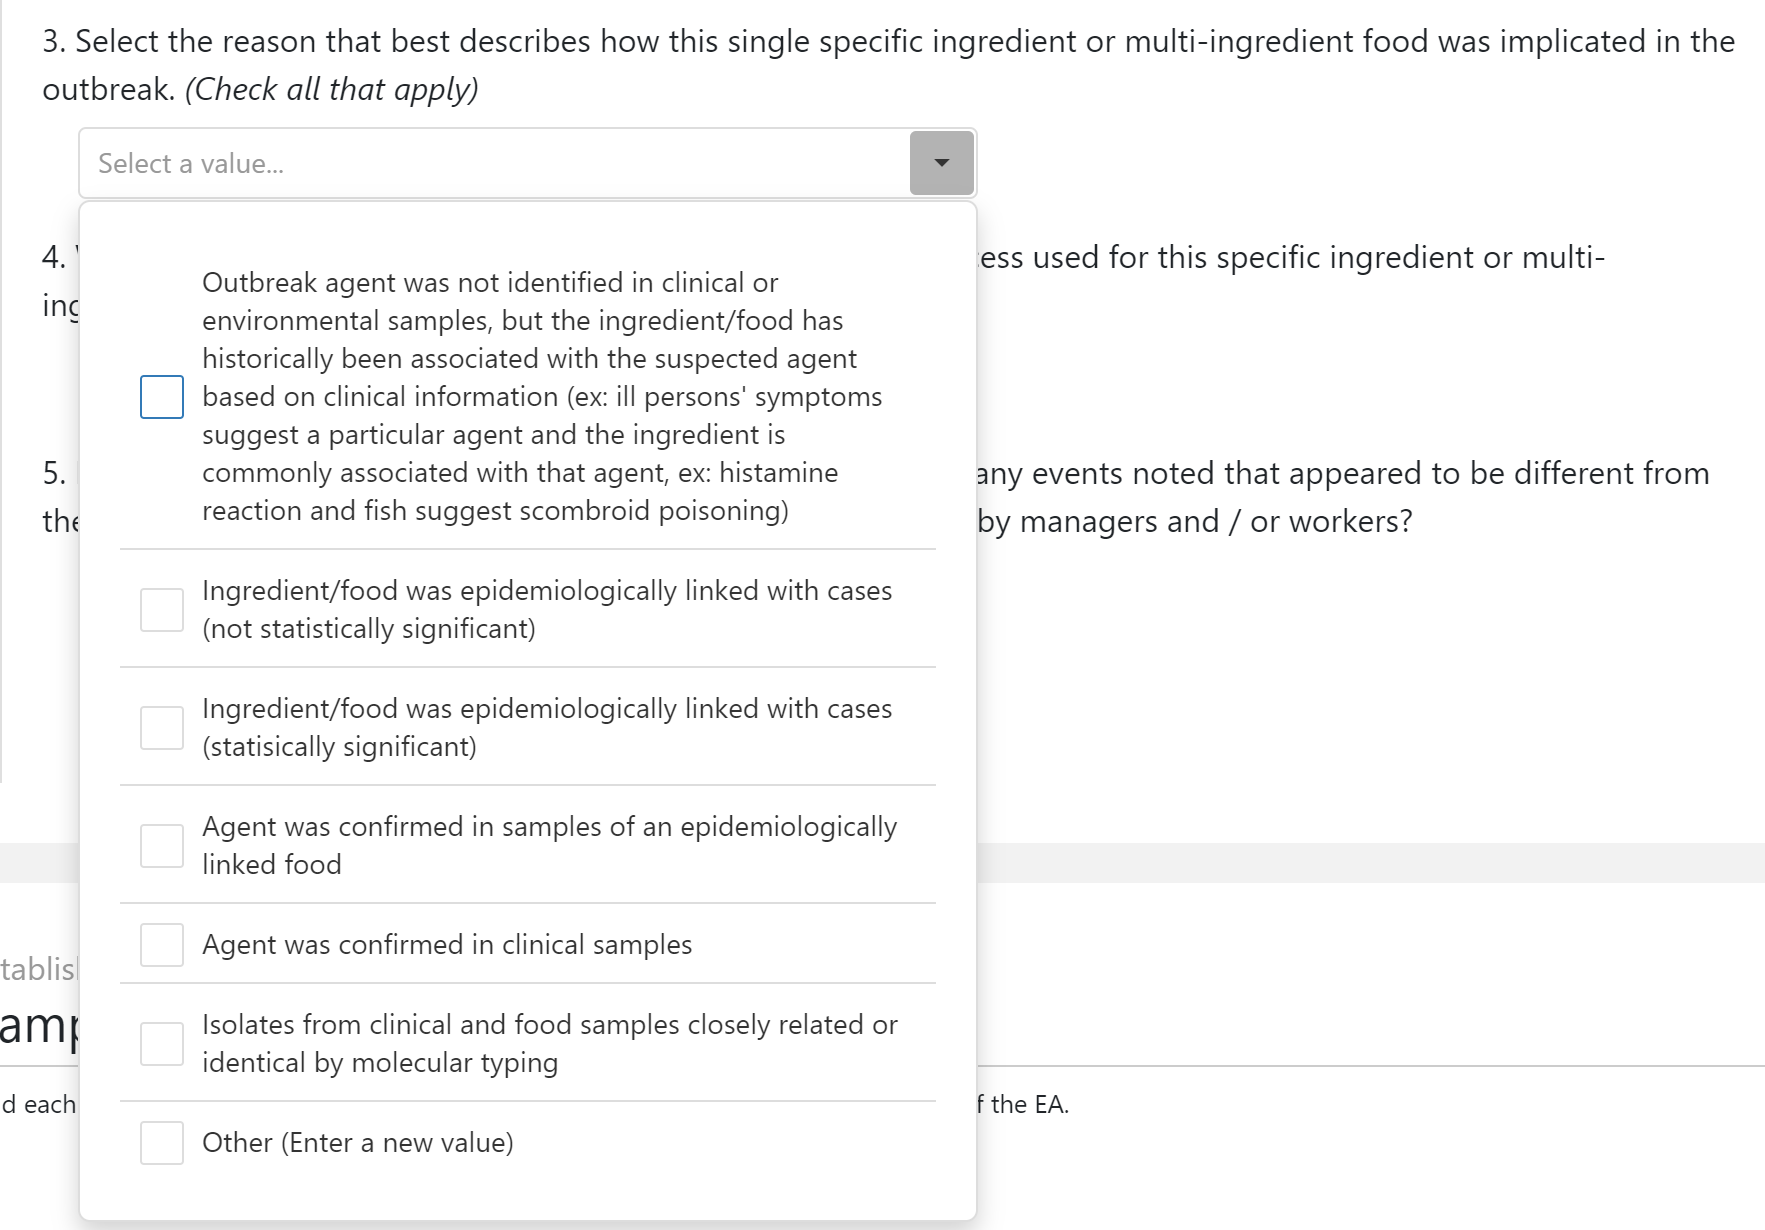 3. Select the reason that best describes how this single specific ingredient or multi-ingredient food was implicated in the
outbreak. (Check all that apply)
Select a value...
4.
used for this specific ingredient or multi-
Outbreak agent was not identified in clinical or
environmental samples, but the ingredient/food has
historically been associated with the suspected agent
based on clinical information (ex: ill persons' symptoms
suggest a particular agent and the ingredient is
commonly associated with that agent, ex: histamine
reaction and fish suggest scombroid poisoning)
5.
any events noted that appeared to be different from
by managers and / or workers?
Ingredient/food was epidemiologically linked with cases
(not statistically significant)
Ingredient/food was epidemiologically linked with cases
(statisically significant)
Agent was confirmed in samples of an epidemiologically
linked food
Agent was confirmed in clinical samples
Isolates from clinical and food samples closely related or
identical by molecular typing
each
the EA.
Other (Enter a new value)